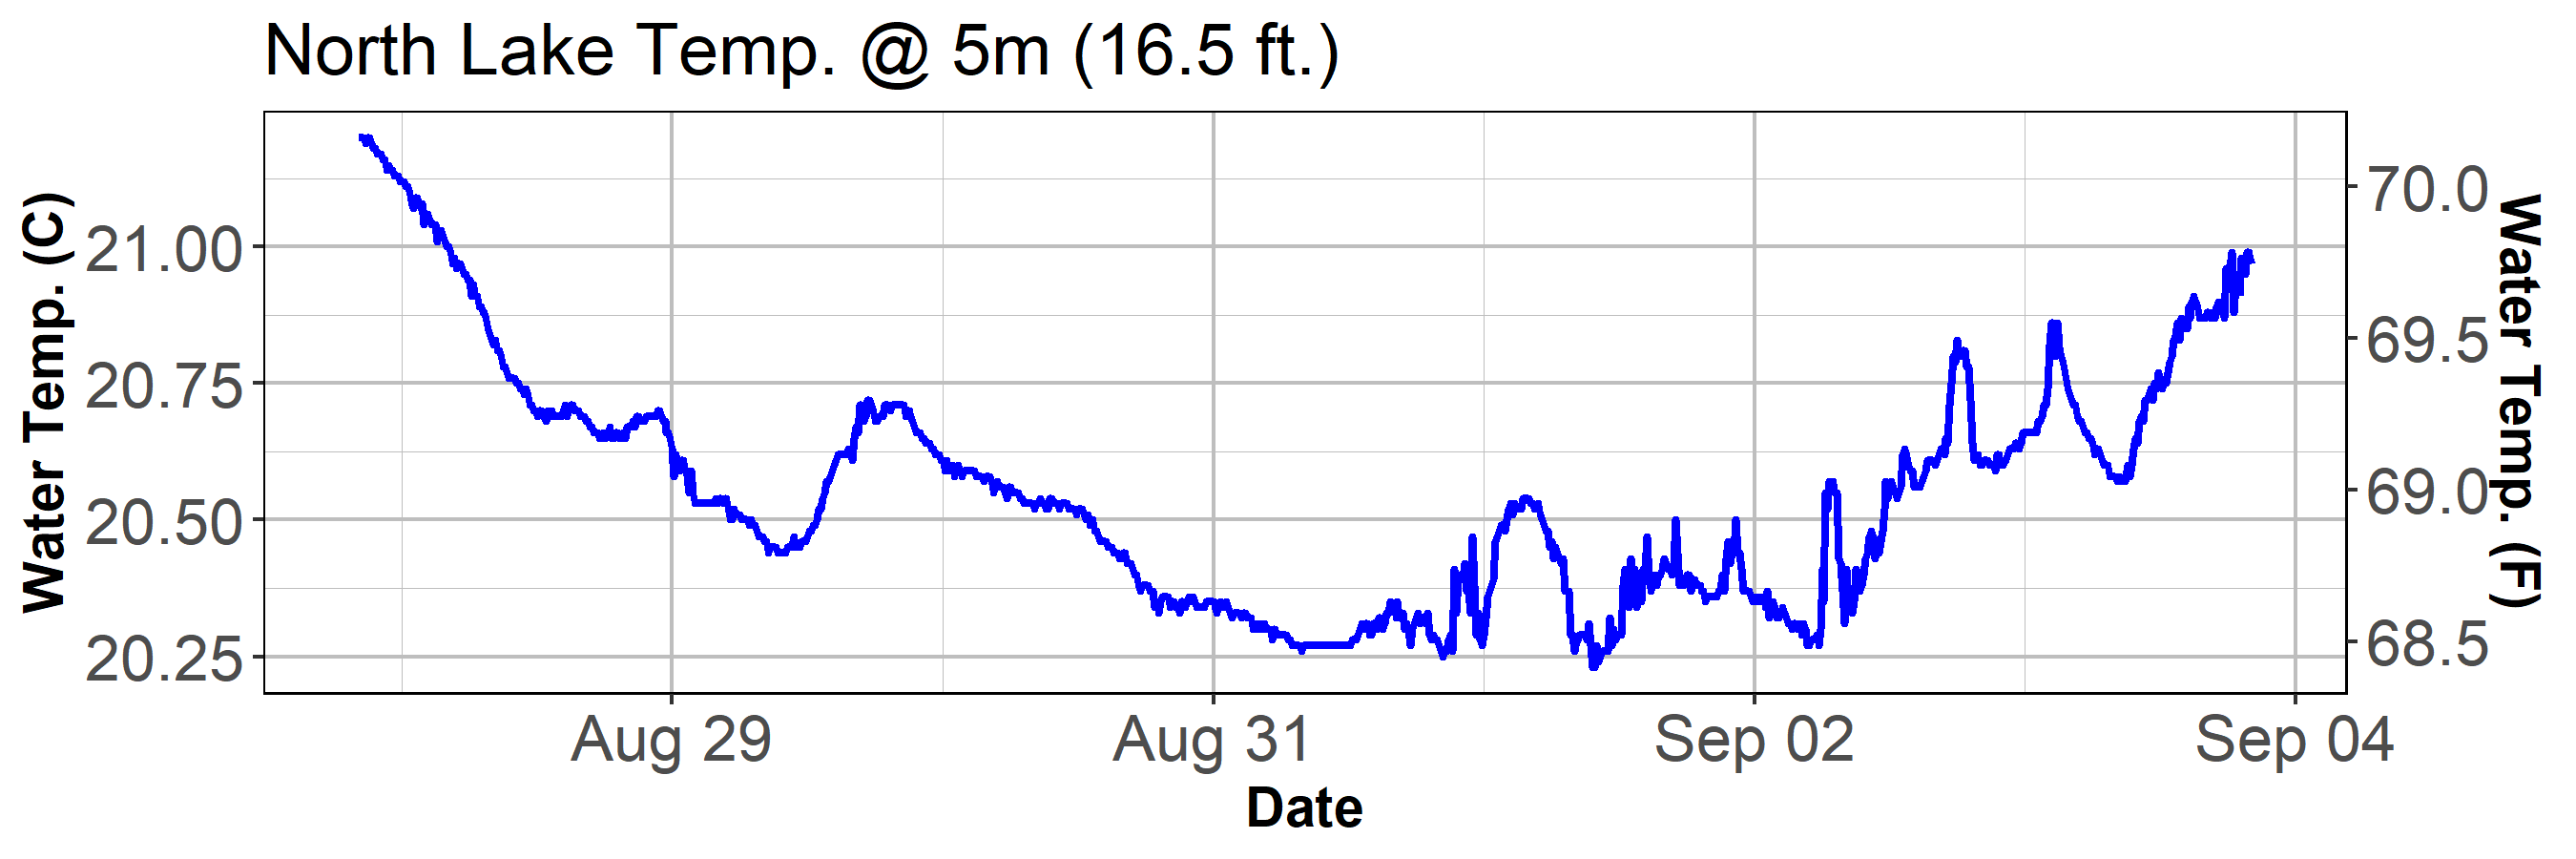 North Lake Temp. @ 5m (16.5 ft.)
Water Temp. (C)
21.00
20.75
20.50
20.25
70.0
69.5
69.0
68.5
Water Temp. (F)
Aug 29
Aug 31
Sep 02
Sep 04
Date